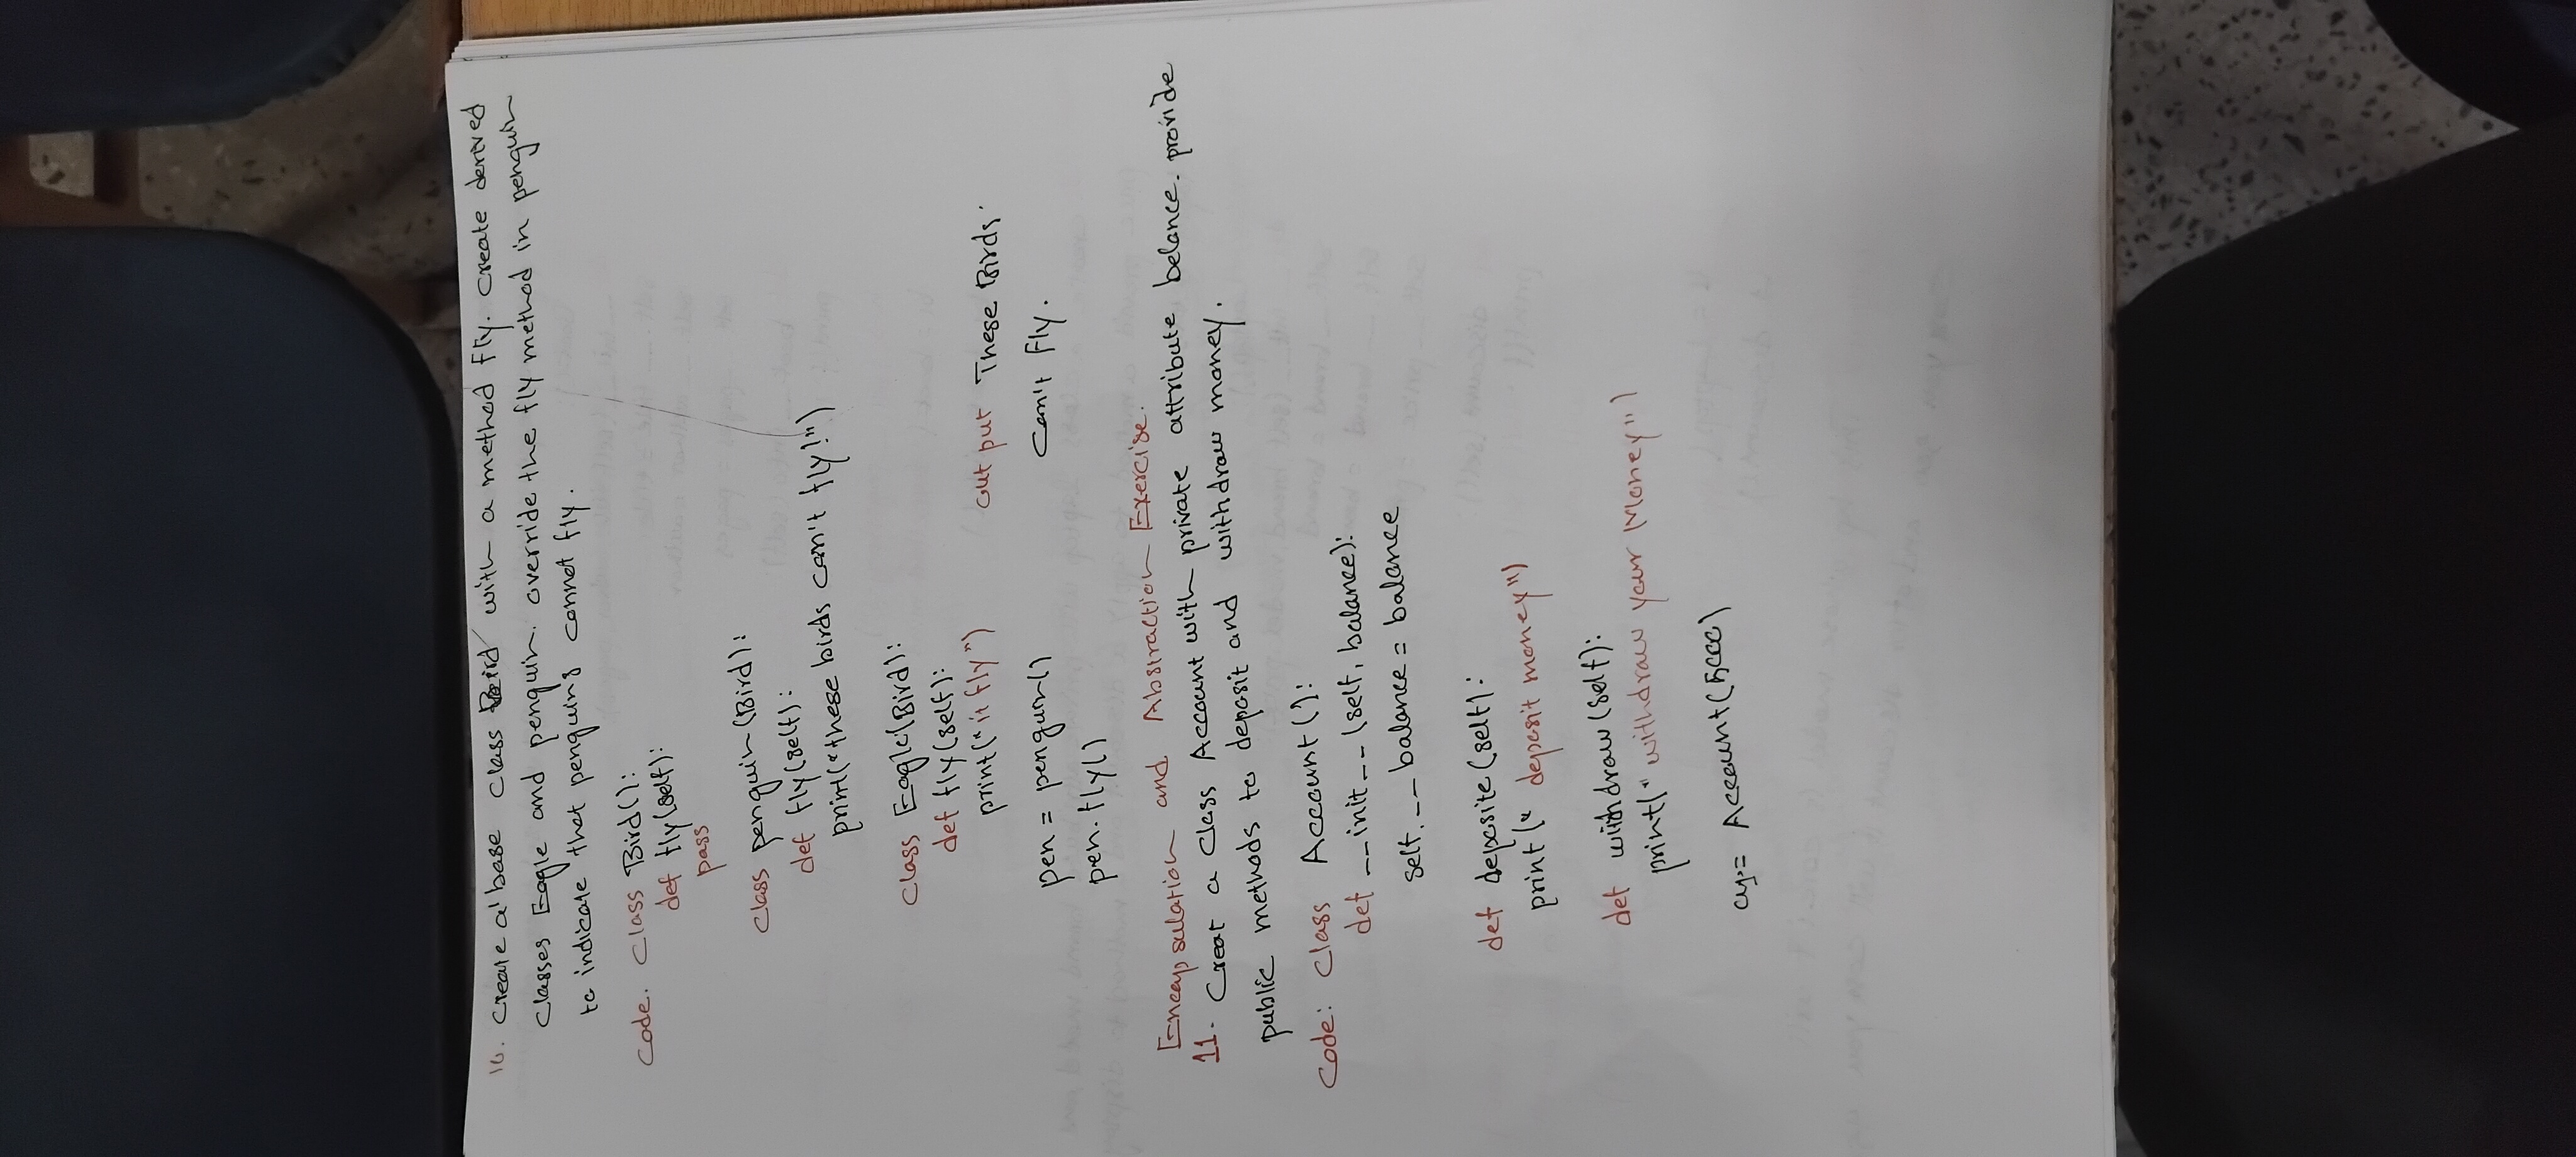 10. Create a base class Bird with a method fly. create derived
classes Eagle and penguin. override the fly method in penguin
to indicate that penguins connot fly.
Code. Class Bird():
def fly(self):
pass
Class penguin(Bird):
def fly(self):
print("these birds can't fly!")
Class Eagle(Bird):
def fly(self):
print("it fly")
out put These Birds
can't fly.
pen = penguin()
pen.fly()
Encapsulation and Abstraction Exercise.
11. Creat a Class Account with private attribute belance. provide
public methods to deposit and withdraw money.
Code: Class Account():
def __init__(self, balance):
self.__balance = balance
def deposite(self):
print(" deposit money")
def withdraw(self):
print(" withdraw your Money")
= Account(5000)